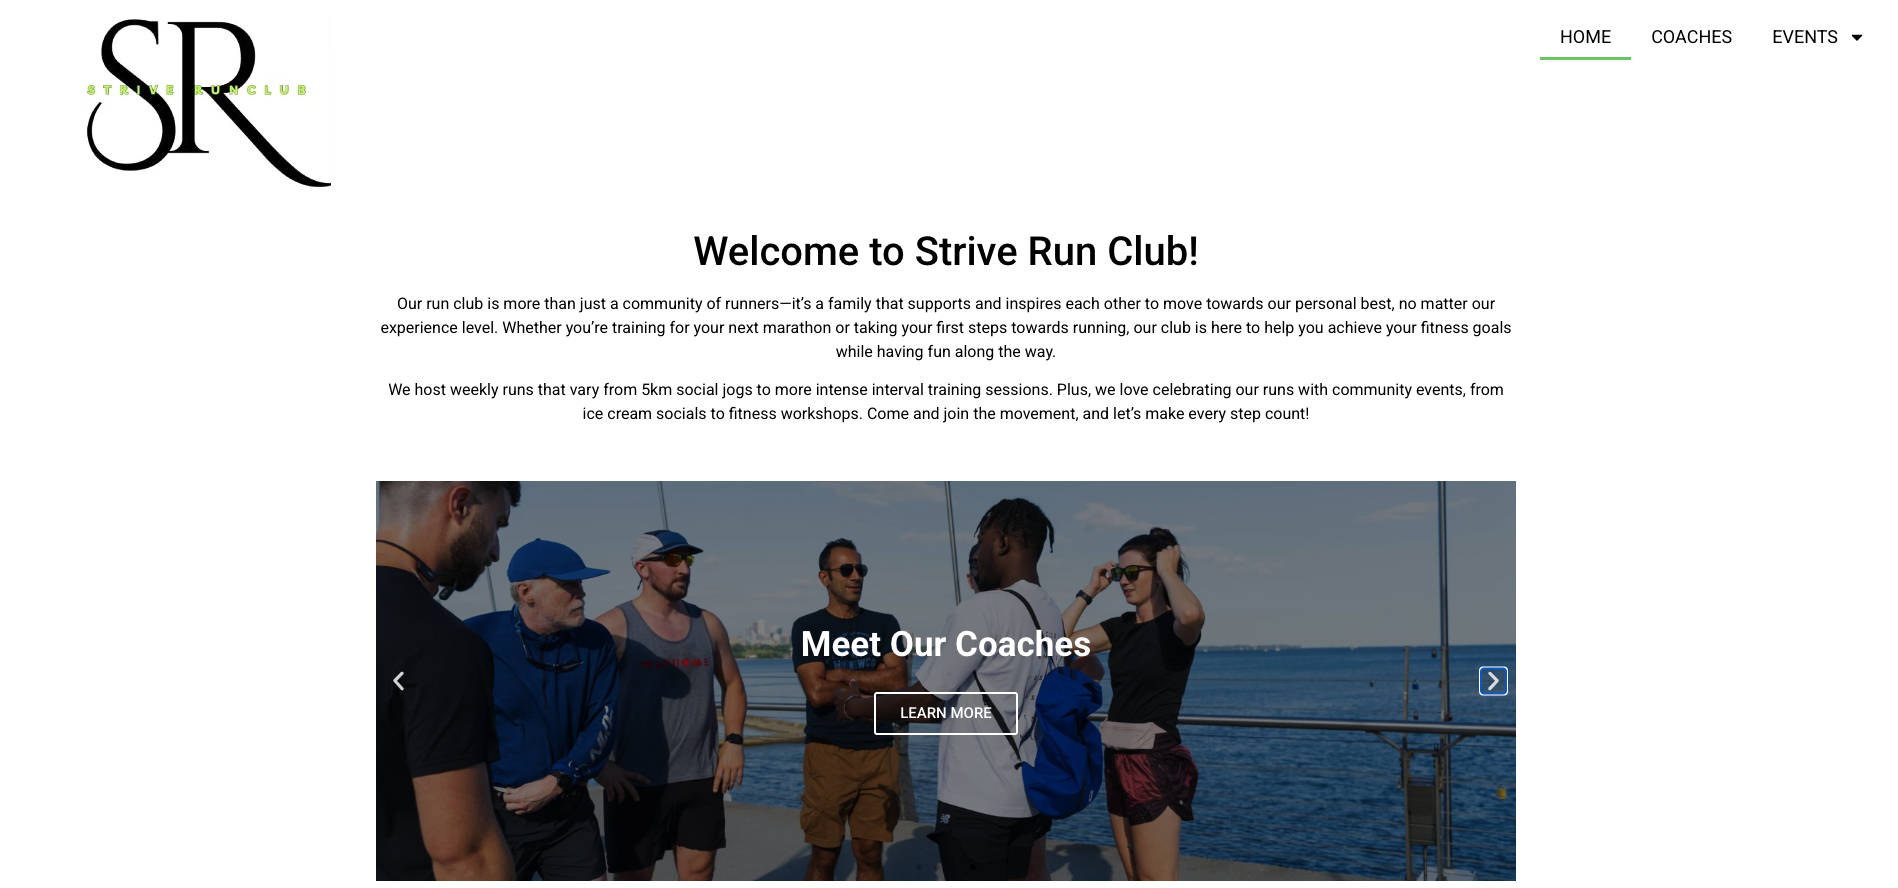 SR
STRIVE RUN CLUB
HOME COACHES EVENTS
Welcome to Strive Run Club!
Our run club is more than just a community of runners—it’s a family that supports and inspires each other to move towards our personal best, no matter our
experience level. Whether you’re training for your next marathon or taking your first steps towards running, our club is here to help you achieve your fitness goals
while having fun along the way.
We host weekly runs that vary from 5km social jogs to more intense interval training sessions. Plus, we love celebrating our runs with community events, from
ice cream socials to fitness workshops. Come and join the movement, and let’s make every step count!
Meet Our Coaches
LEARN MORE